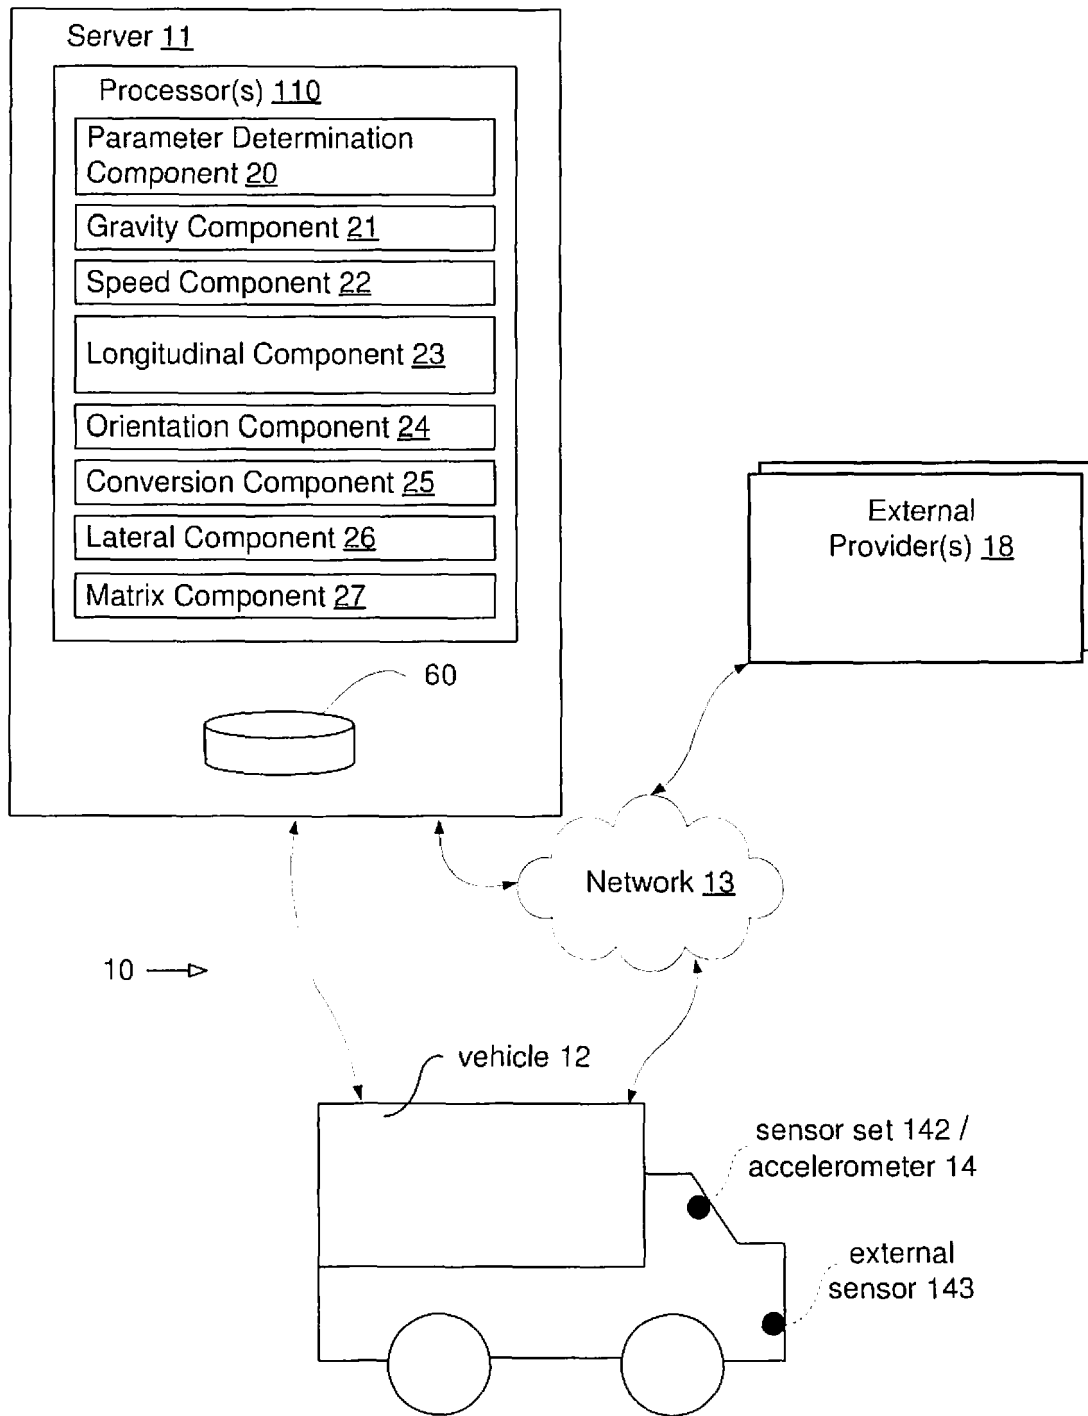 Server 11
Processor(s) 110
Parameter Determination
Component 20
Gravity Component 21
Speed Component 22
Longitudinal Component 23
Orientation Component 24
Conversion Component 25
Lateral Component 26
Matrix Component 27
60
External
Provider(s) 18
Network 13
10
vehicle 12
sensor set 142 /
accelerometer 14
external
sensor 143